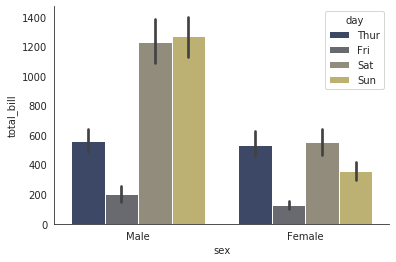 day
Thur
Fri
Sat
Sun
1400
1200
1000
800
600
400
200
0
total_bill
Male
Female
sex